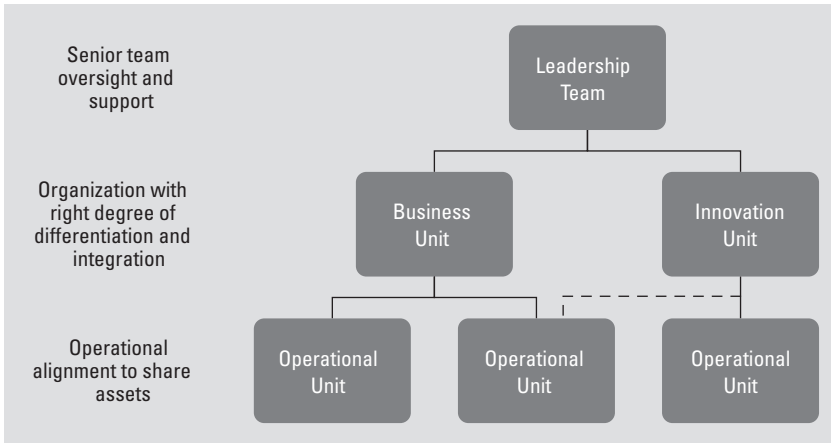 Senior team
oversight and
support
Leadership
Team
Organization with
right degree of
differentiation and
integration
Business
Unit
Innovation
Unit
Operational
alignment to share
assets
Operational
Unit
Operational
Unit
Operational
Unit